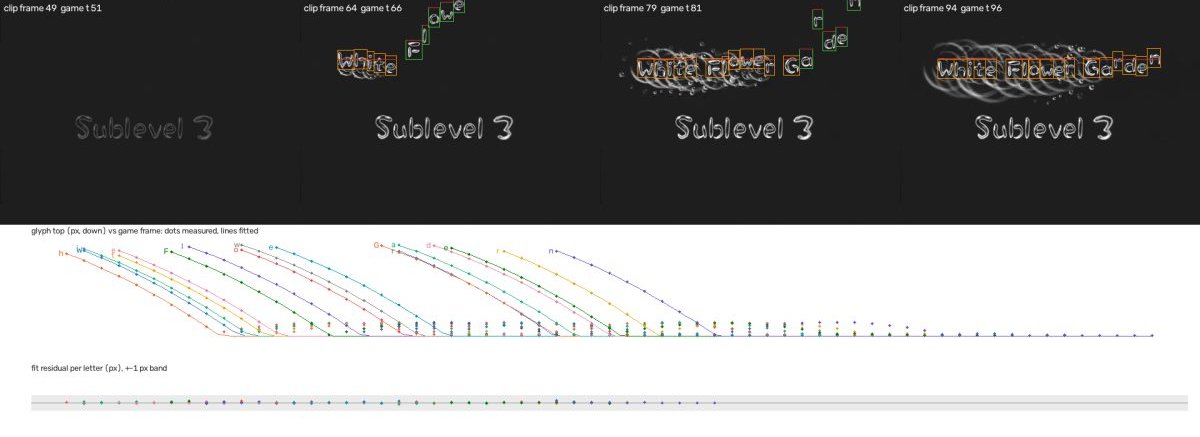 clip frame 49 game t 51
clip frame 64 game t 66
clip frame 79 game t 81
clip frame 94 game t 96
Sublevel 3
White Flowe
Sublevel 3
White Flower Ga r de n
Sublevel 3
White Flower Garden
Sublevel 3
glyph top (px, down) vs game frame: dots measured, lines fitted
fit residual per letter (px), +-1 px band